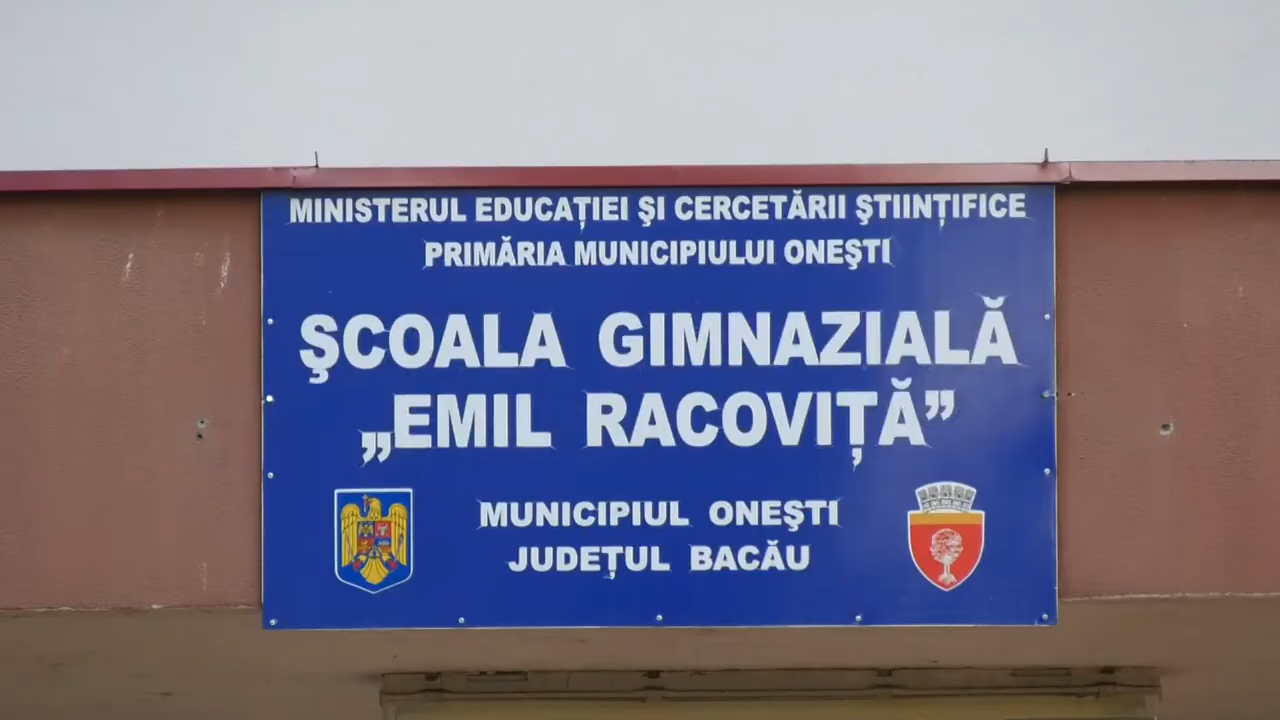 MINISTERUL EDUCAŢIEI ŞI CERCETĂRII ŞTIINŢIFICE
PRIMĂRIA MUNICIPIULUI ONEŞTI
ŞCOALA GIMNAZIALĂ
„EMIL RACOVIŢĂ”
MUNICIPIUL ONEŞTI
JUDEŢUL BACĂU